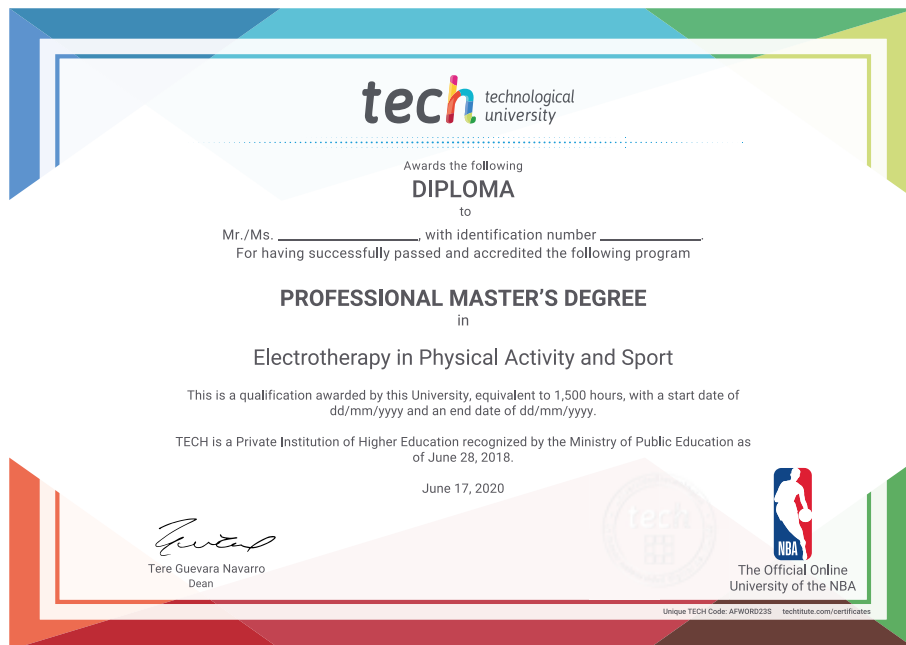 tech technological
university
Awards the following
DIPLOMA
to
Mr./Ms. ____________________, with identification number ______________.
For having successfully passed and accredited the following program
PROFESSIONAL MASTER'S DEGREE
in
Electrotherapy in Physical Activity and Sport
This is a qualification awarded by this University, equivalent to 1,500 hours, with a start date of
dd/mm/yyyy and an end date of dd/mm/yyyy.
TECH is a Private Institution of Higher Education recognized by the Ministry of Public Education as
of June 28, 2018.
June 17, 2020
tech
Tere Guevara Navarro
Dean
NBA
The Official Online
University of the NBA
Unique TECH Code: AFWORD23S techtitute.com/certificates